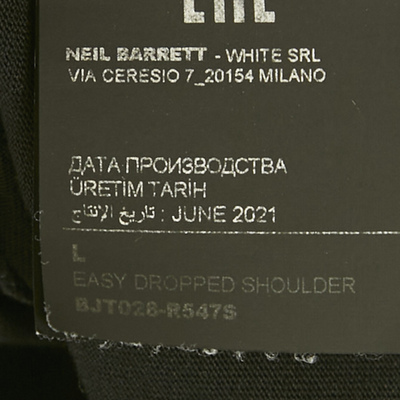 NEIL BARRETT - WHITE SRL
VIA CERESIO 7_20154 MILANO
ДАТА ПРОИЗВОДСТВА
ÜRETIM TARİH
تاريخ الإنتاج : JUNE 2021
L
EASY DROPPED SHOULDER
BJT028-R547S